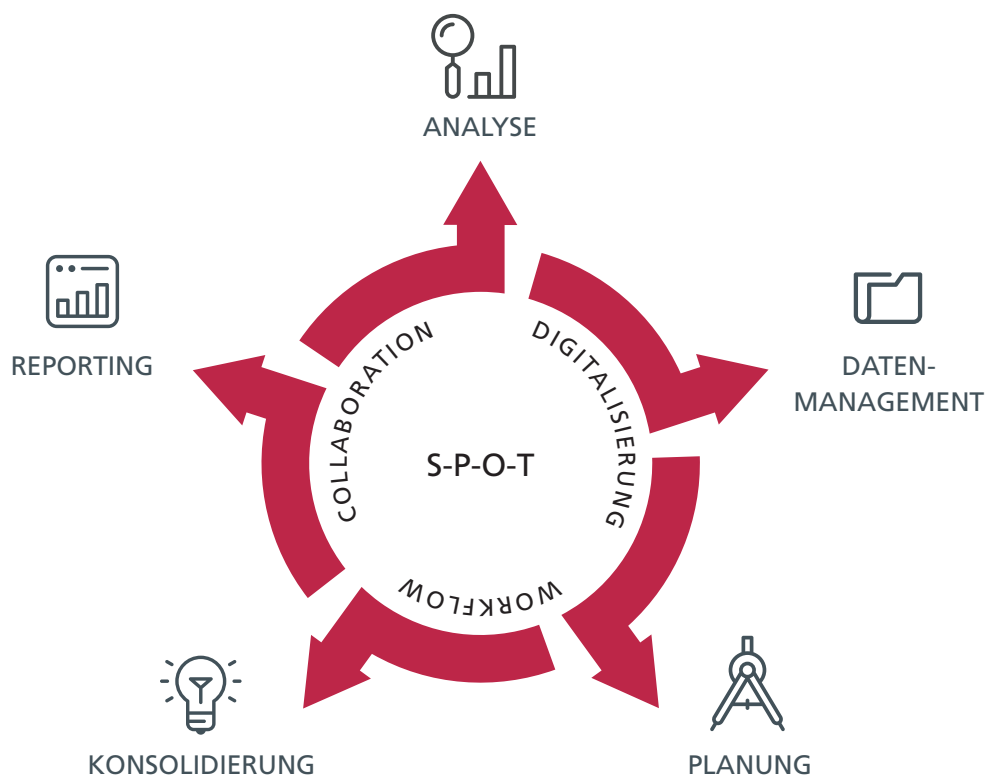 ANALYSE
REPORTING
DATEN-
MANAGEMENT
COLLABORATION
DIGITALISIERUNG
S-P-O-T
WORKFLOW
KONSOLIDIERUNG
PLANUNG